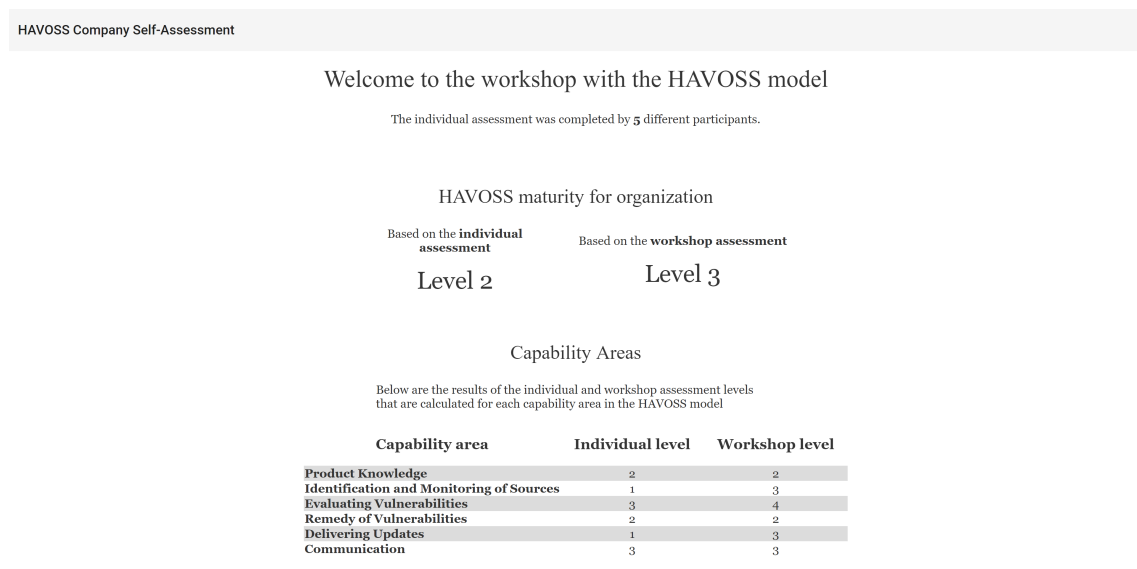 HAVOSS Company Self-Assessment
Welcome to the workshop with the HAVOSS model
The individual assessment was completed by 5 different participants.
HAVOSS maturity for organization
Based on the individual
assessment
Level 2
Based on the workshop assessment
Level 3
Capability Areas
Below are the results of the individual and workshop assessment levels
that are calculated for each capability area in the HAVOSS model
Capability area Individual level Workshop level
Product Knowledge 2 2
Identification and Monitoring of Sources 1 3
Evaluating Vulnerabilities 3 4
Remedy of Vulnerabilities 2 2
Delivering Updates 1 3
Communication 3 3